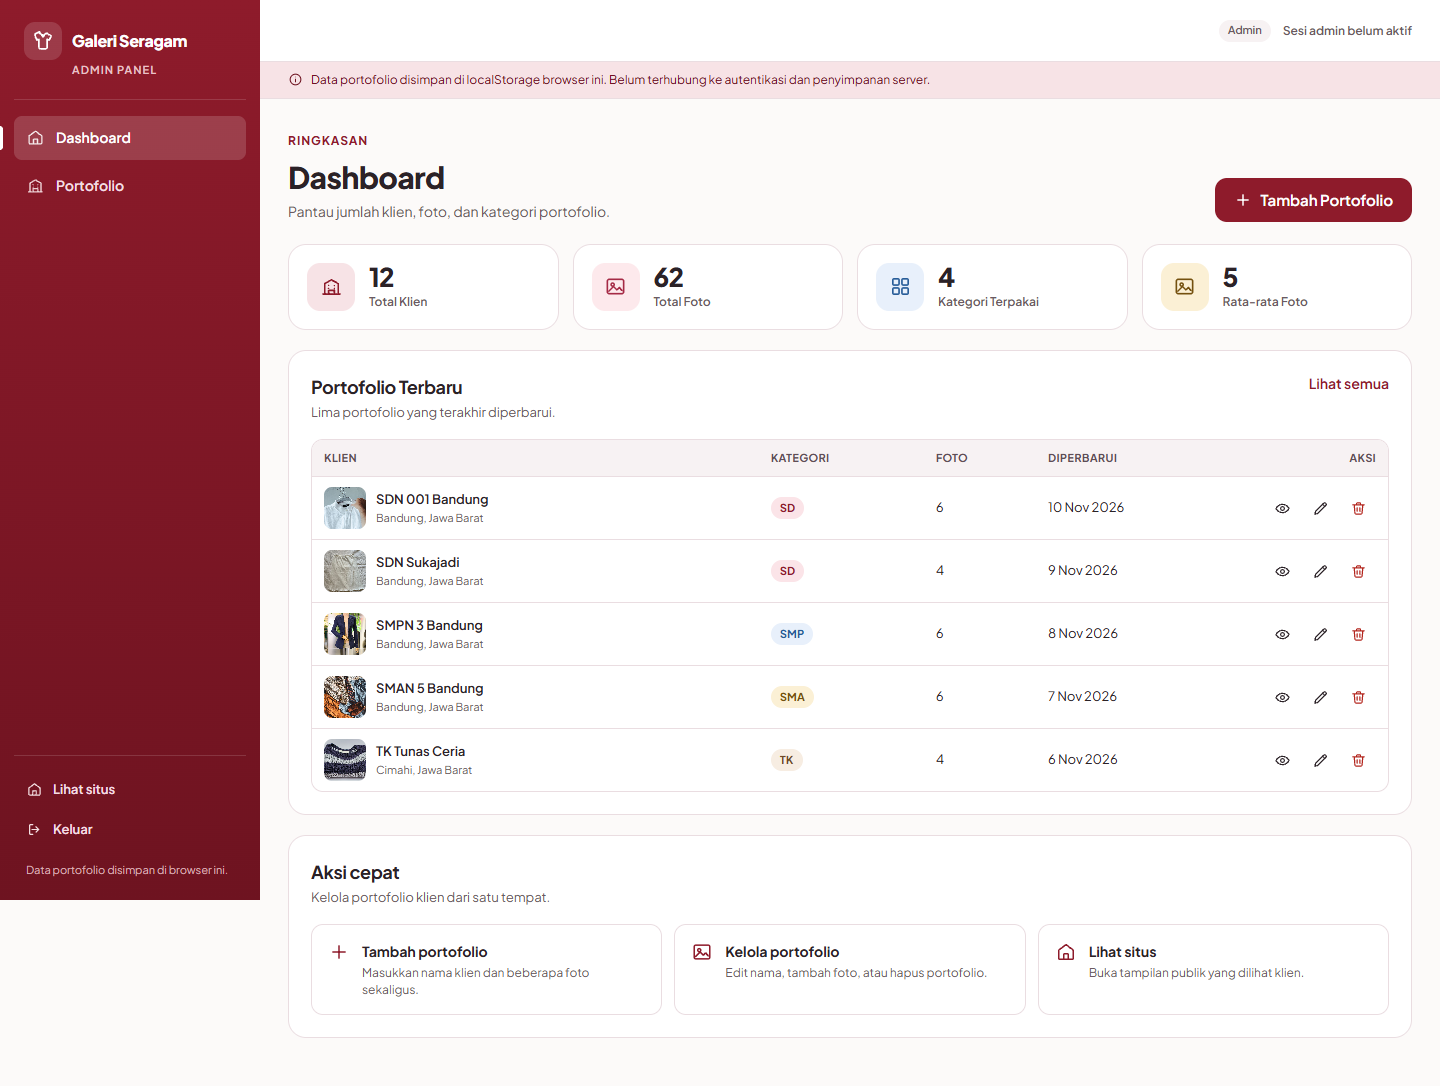 Galeri Seragam
ADMIN PANEL
Dashboard
Portofolio
Lihat situs
Keluar
Data portofolio disimpan di browser ini.
Admin
Sesi admin belum aktif
Data portofolio disimpan di localStorage browser ini. Belum terhubung ke autentikasi dan penyimpanan server.
RINGKASAN
Dashboard
Pantau jumlah klien, foto, dan kategori portofolio.
Tambah Portofolio
12
Total Klien
62
Total Foto
4
Kategori Terpakai
5
Rata-rata Foto
Portofolio Terbaru
Lima portofolio yang terakhir diperbarui.
Lihat semua
KLIEN KATEGORI FOTO DIPERBARUI AKSI
SDN 001 Bandung
Bandung, Jawa Barat
SD 6 10 Nov 2026
SDN Sukajadi
Bandung, Jawa Barat
SD 4 9 Nov 2026
SMPN 3 Bandung
Bandung, Jawa Barat
SMP 6 8 Nov 2026
SMAN 5 Bandung
Bandung, Jawa Barat
SMA 6 7 Nov 2026
TK Tunas Ceria
Cimahi, Jawa Barat
TK 4 6 Nov 2026
Aksi cepat
Kelola portofolio klien dari satu tempat.
Tambah portofolio
Masukkan nama klien dan beberapa foto
sekaligus.
Kelola portofolio
Edit nama, tambah foto, atau hapus portofolio.
Lihat situs
Buka tampilan publik yang dilihat klien.